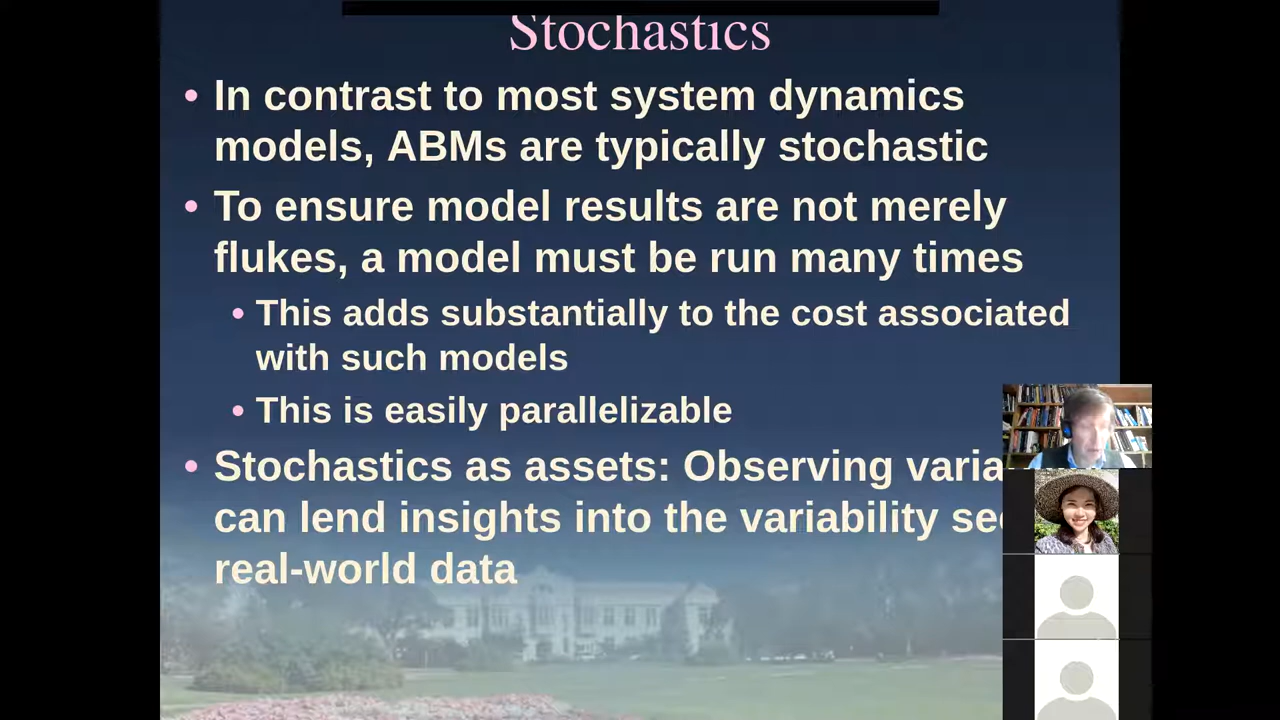 Stochastics
• In contrast to most system dynamics
models, ABMs are typically stochastic
• To ensure model results are not merely
flukes, a model must be run many times
• This adds substantially to the cost associated
with such models
• This is easily parallelizable
• Stochastics as assets: Observing
can lend insights into the variability
real-world data